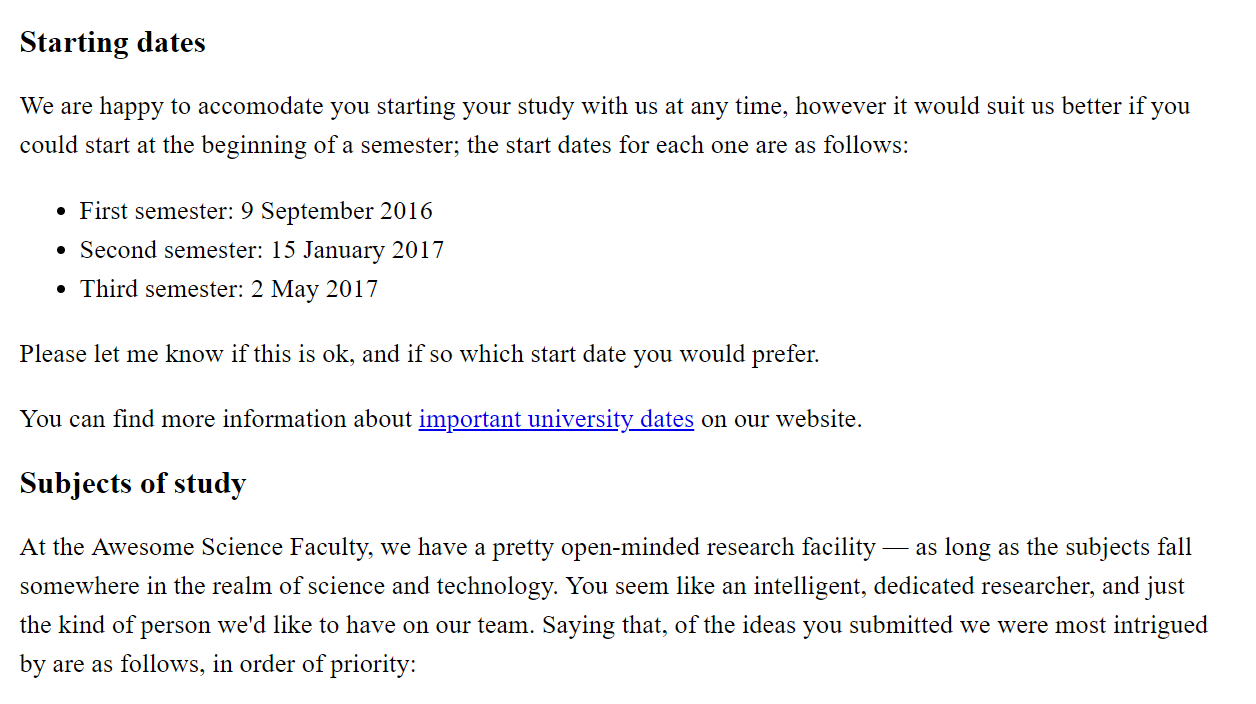 Starting dates
We are happy to accomodate you starting your study with us at any time, however it would suit us better if you
could start at the beginning of a semester; the start dates for each one are as follows:
• First semester: 9 September 2016
• Second semester: 15 January 2017
• Third semester: 2 May 2017
Please let me know if this is ok, and if so which start date you would prefer.
You can find more information about important university dates on our website.
Subjects of study
At the Awesome Science Faculty, we have a pretty open-minded research facility — as long as the subjects fall
somewhere in the realm of science and technology. You seem like an intelligent, dedicated researcher, and just
the kind of person we'd like to have on our team. Saying that, of the ideas you submitted we were most intrigued
by are as follows, in order of priority: